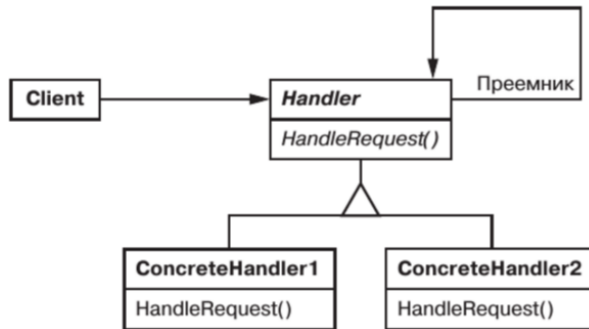 Client
Handler
Преемник
HandleRequest()
ConcreteHandler1
HandleRequest()
ConcreteHandler2
HandleRequest()